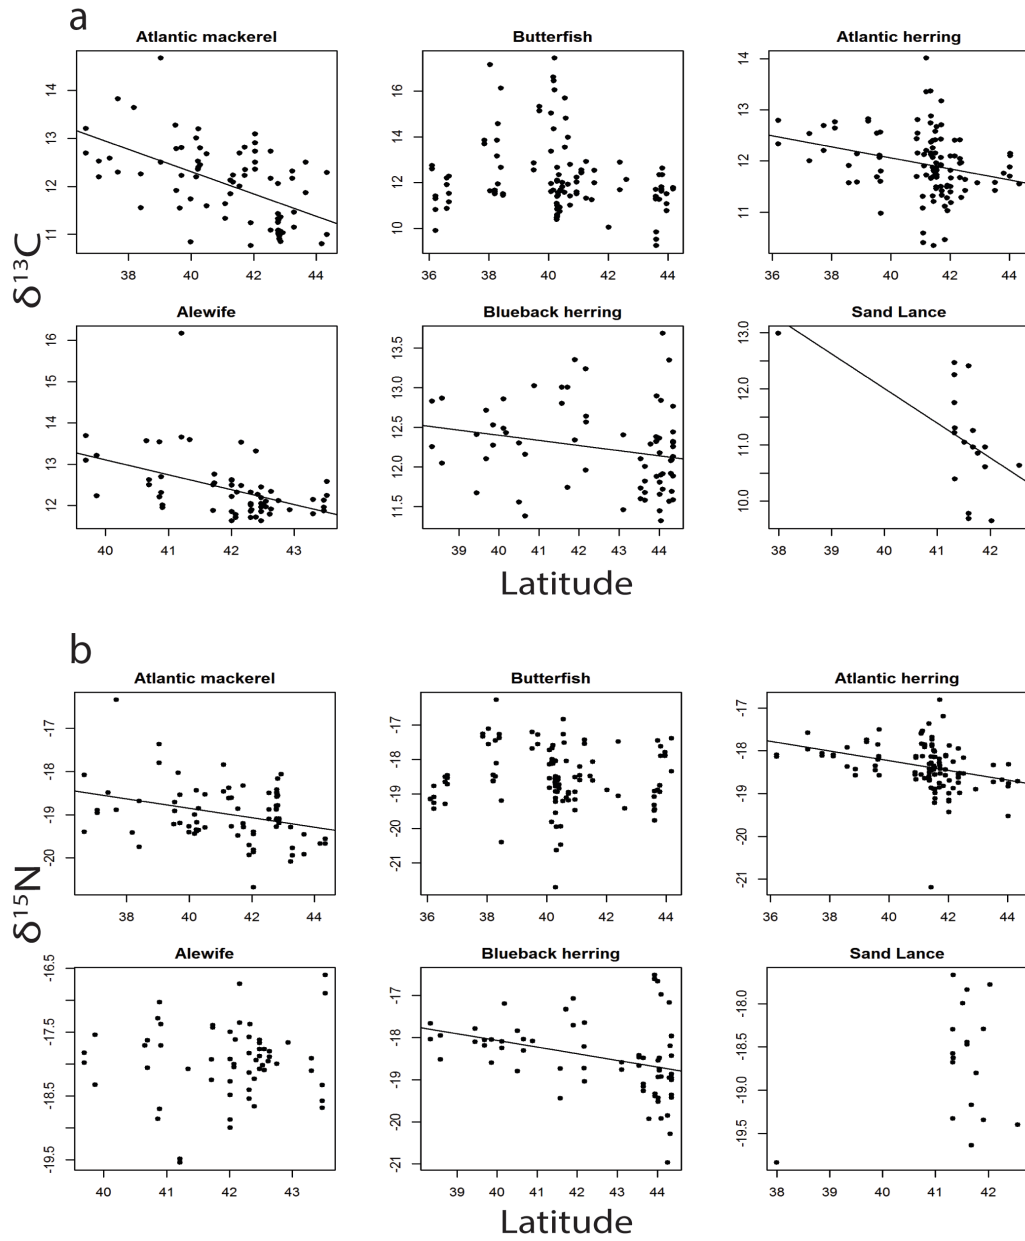 a
Atlantic mackerel Butterfish Atlantic herring
11 12 13 14
10 12 14 16
11 12 13 14
38 40 42 44
36 38 40 42 44
36 38 40 42 44
δ13C
Alewife Blueback herring Sand Lance
12 13 14 15 16
11.5 12.0 12.5 13.0 13.5
10.0 11.0 12.0 13.0
40 41 42 43
39 40 41 42 43 44
38 39 40 41 42
Latitude
b
Atlantic mackerel Butterfish Atlantic herring
-20 -19 -18 -17
-21 -20 -19 -18 -17
-21 -20 -19 -18 -17
38 40 42 44
36 38 40 42 44
36 38 40 42 44
δ15N
Alewife Blueback herring Sand Lance
-19.5 -18.5 -17.5 -16.5
-21 -20 -19 -18 -17
-19.5 -19.0 -18.5 -18.0
40 41 42 43
39 40 41 42 43 44
38 39 40 41 42
Latitude